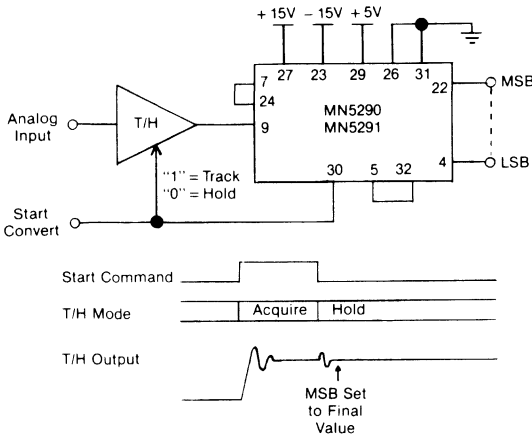 + 15V − 15V + 5V
27 23 29 26 31
7
24
9
22
4
30 5 32
MN5290
MN5291
MSB
LSB
Analog
Input
T/H
"1" = Track
"0" = Hold
Start
Convert
Start Command
T/H Mode
Acquire Hold
T/H Output
MSB Set
to Final
Value